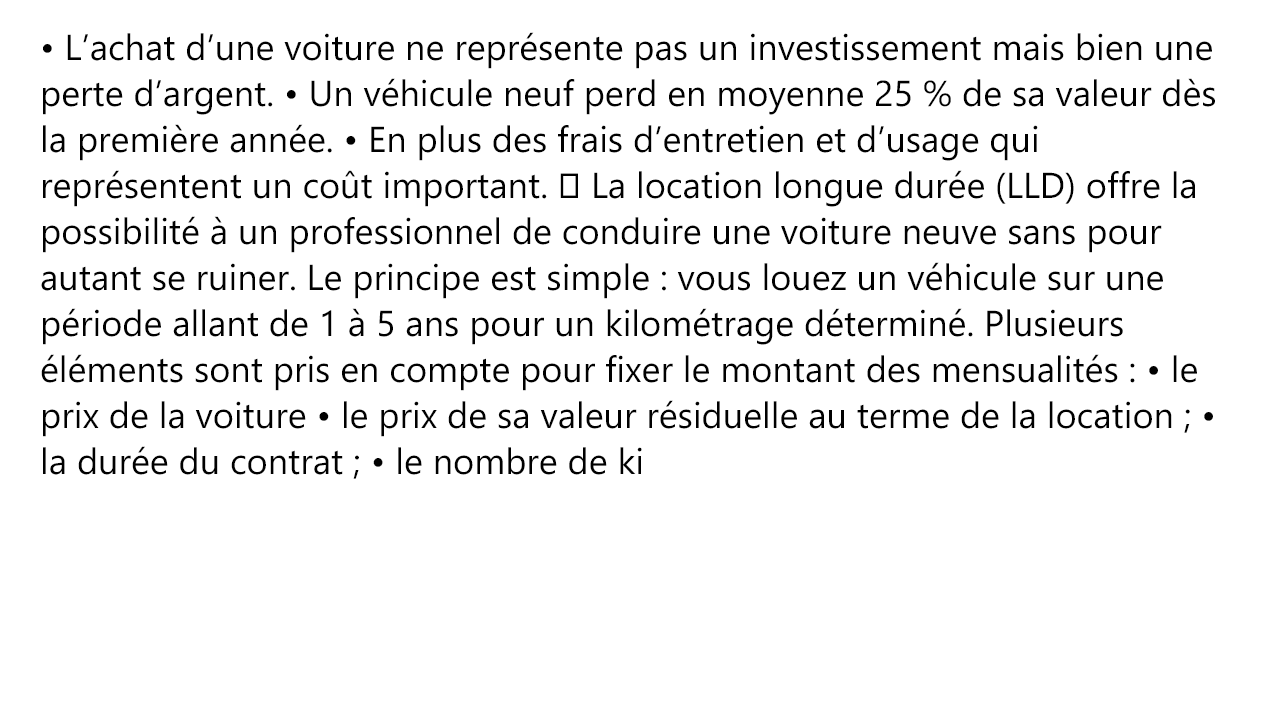 • L’achat d’une voiture ne représente pas un investissement mais bien une
perte d’argent. • Un véhicule neuf perd en moyenne 25 % de sa valeur dès
la première année. • En plus des frais d’entretien et d’usage qui
représentent un coût important. 􀀀 La location longue durée (LLD) offre la
possibilité à un professionnel de conduire une voiture neuve sans pour
autant se ruiner. Le principe est simple : vous louez un véhicule sur une
période allant de 1 à 5 ans pour un kilométrage déterminé. Plusieurs
éléments sont pris en compte pour fixer le montant des mensualités : • le
prix de la voiture • le prix de sa valeur résiduelle au terme de la location ; •
la durée du contrat ; • le nombre de ki